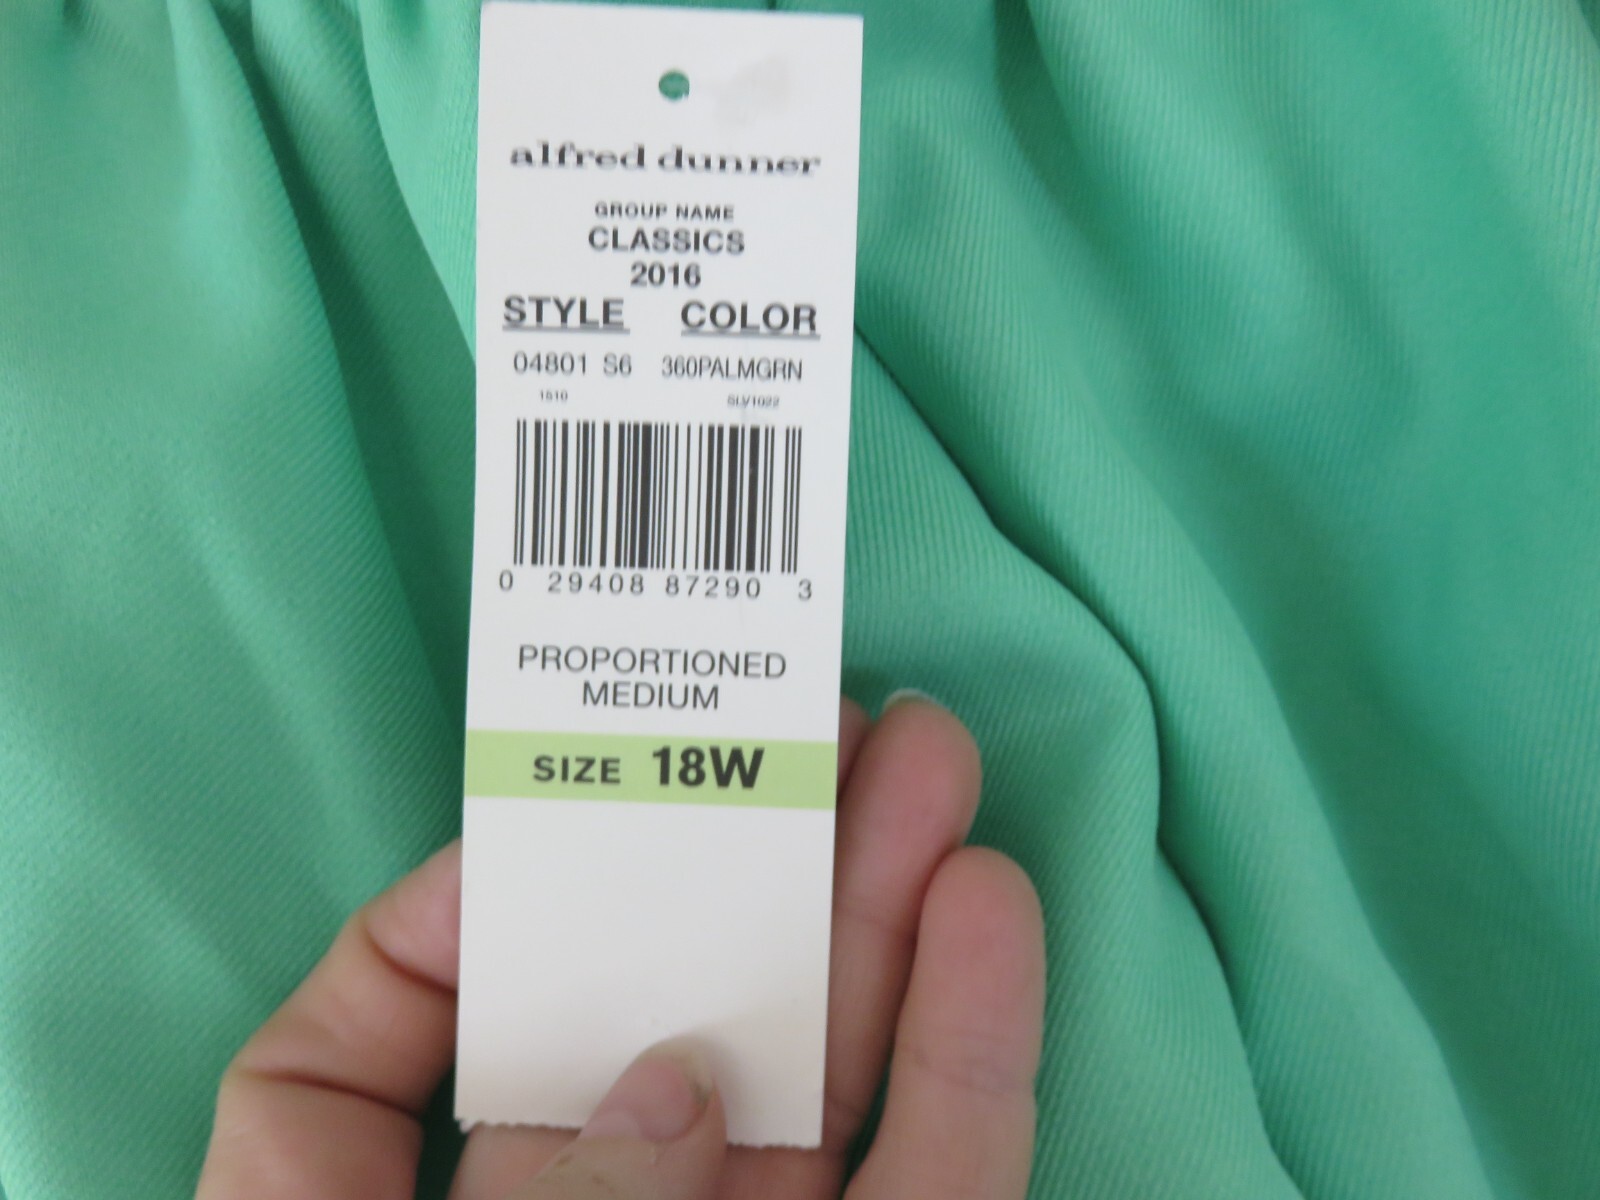 alfred dunner
GROUP NAME
CLASSICS
2016
STYLE COLOR
04801 S6 360PALMGRN
1510 SLV1022
0 29408 87290 3
PROPORTIONED
MEDIUM
SIZE 18W